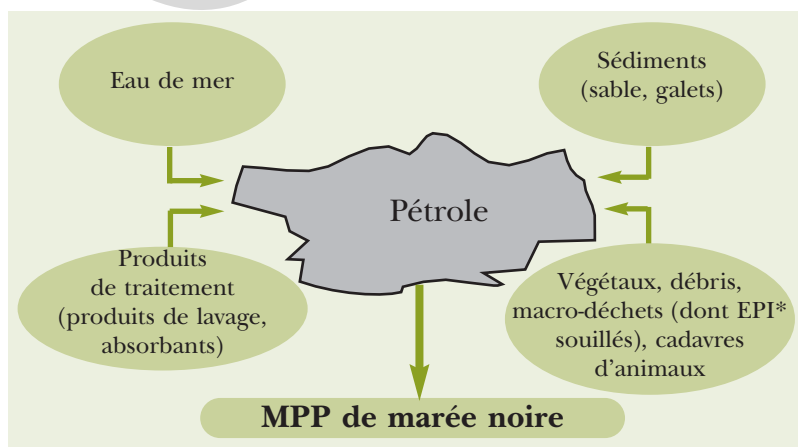 Eau de mer
Sédiments
(sable, galets)
Pétrole
Produits
de traitement
(produits de lavage,
absorbants)
Végétaux, débris,
macro-déchets (dont EPI*
souillés), cadavres
d’animaux
MPP de marée noire